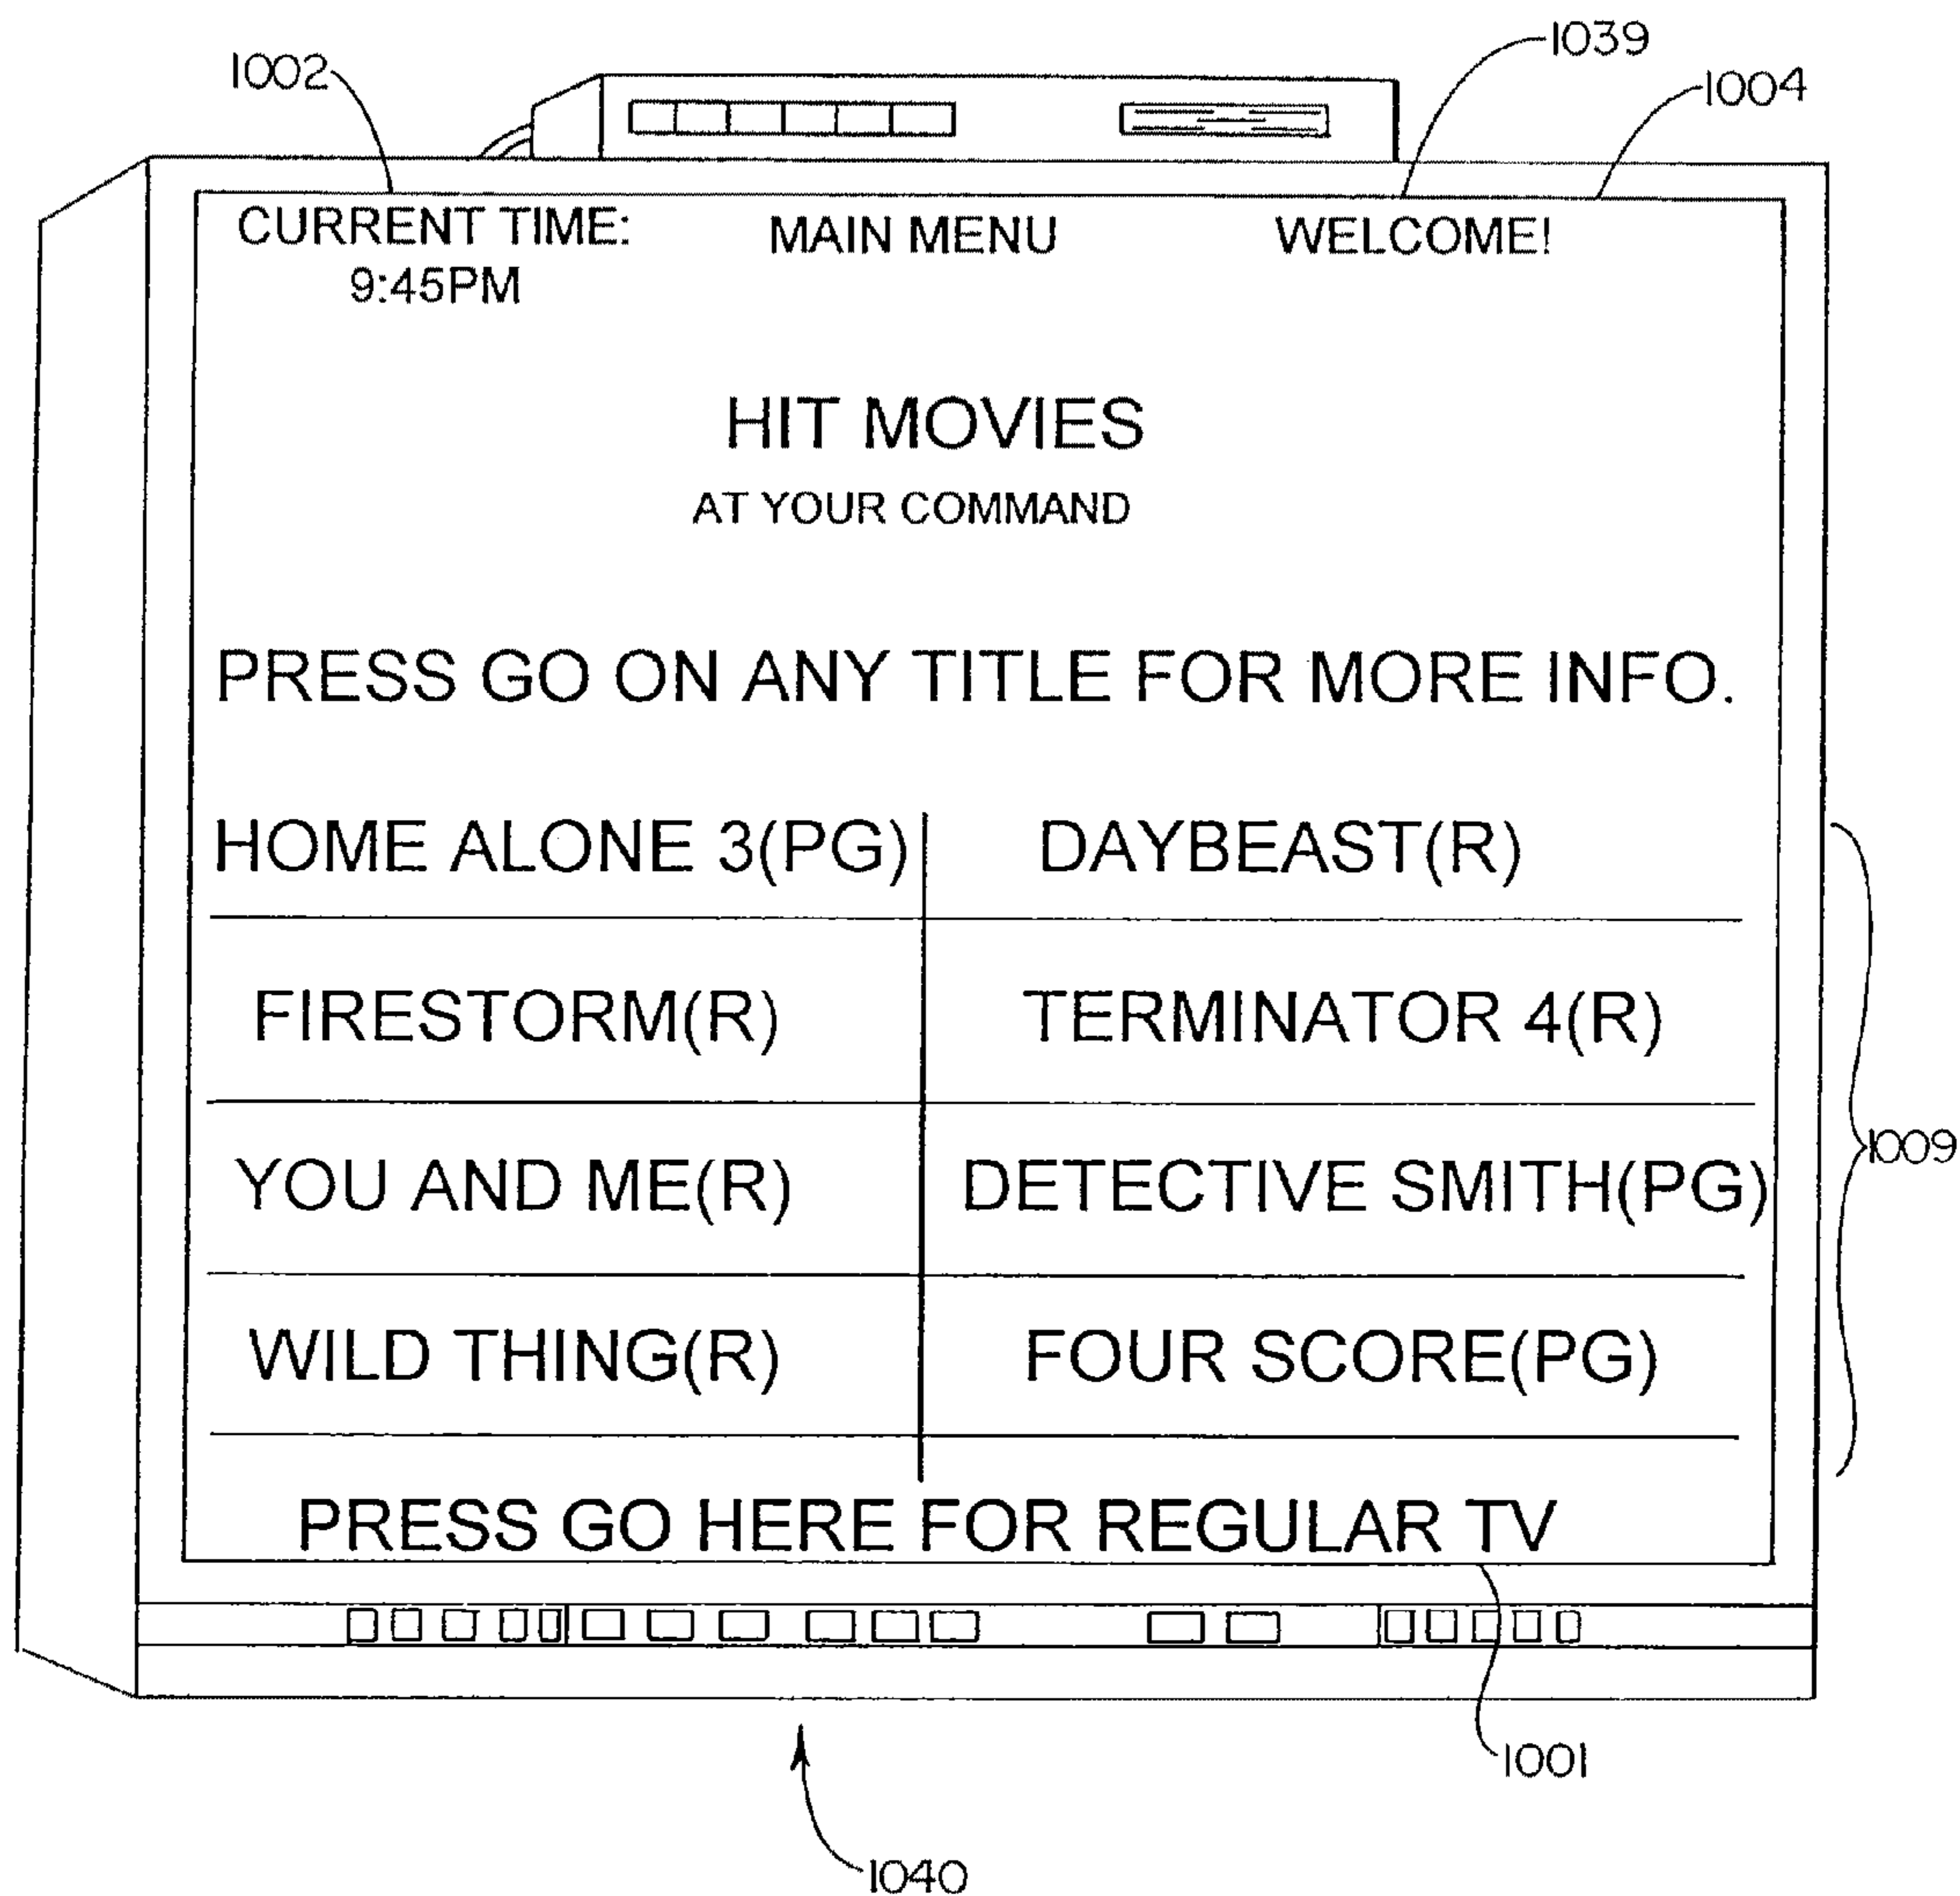 1002
1039
1004
CURRENT TIME:
9:45PM
MAIN MENU
WELCOME!
HIT MOVIES
AT YOUR COMMAND
PRESS GO ON ANY TITLE FOR MORE INFO.
HOME ALONE 3(PG)
DAYBEAST(R)
FIRESTORM(R)
TERMINATOR 4(R)
YOU AND ME(R)
DETECTIVE SMITH(PG)
1009
WILD THING(R)
FOUR SCORE(PG)
PRESS GO HERE FOR REGULAR TV
1001
1040